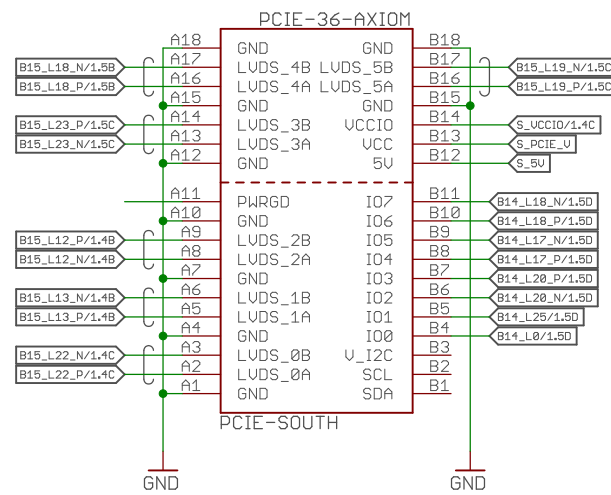 PCIE-36-AXIOM
A18 GND GND B18
B15_L18_N/1.5B A17 LVDS_4B LVDS_5B B17 B15_L19_N/1.5C
B15_L18_P/1.5B A16 LVDS_4A LVDS_5A B16 B15_L19_P/1.5C
A15 GND GND B15
B15_L23_P/1.5C A14 LVDS_3B VCCIO B14 S_VCCIO/1.4C
B15_L23_N/1.5C A13 LVDS_3A VCC B13 S_PCIE_V
A12 GND 5V B12 S_5V
A11 PWRGD IO7 B11 B14_L18_N/1.5D
A10 GND IO6 B10 B14_L18_P/1.5D
B15_L12_P/1.4B A9 LVDS_2B IO5 B9 B14_L17_N/1.5D
B15_L12_N/1.4B A8 LVDS_2A IO4 B8 B14_L17_P/1.5D
A7 GND IO3 B7 B14_L20_P/1.5D
B15_L13_N/1.4B A6 LVDS_1B IO2 B6 B14_L20_N/1.5D
B15_L13_P/1.4B A5 LVDS_1A IO1 B5 B14_L25/1.5D
A4 GND IO0 B4 B14_L0/1.5D
B15_L22_N/1.4C A3 LVDS_0B V_I2C B3
B15_L22_P/1.4C A2 LVDS_0A SCL B2
A1 GND SDA B1
PCIE-SOUTH
GND GND